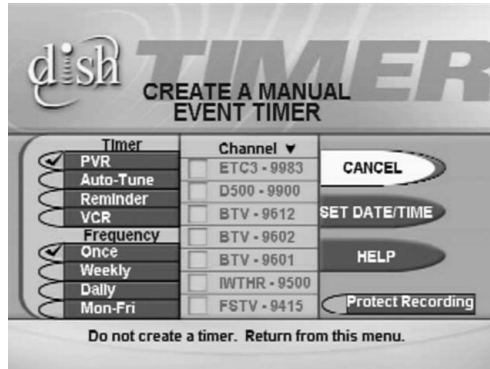 dish
TIMER
CREATE A MANUAL
EVENT TIMER
Timer
PVR
Auto-Tune
Reminder
VCR
Frequency
Once
Weekly
Daily
Mon-Fri
Channel ▼
ETC3 - 9983
D500 - 9900
BTV - 9612
BTV - 9602
BTV - 9601
IWTHR - 9500
FSTV - 9415
CANCEL
SET DATE/TIME
HELP
Protect Recording
Do not create a timer. Return from this menu.